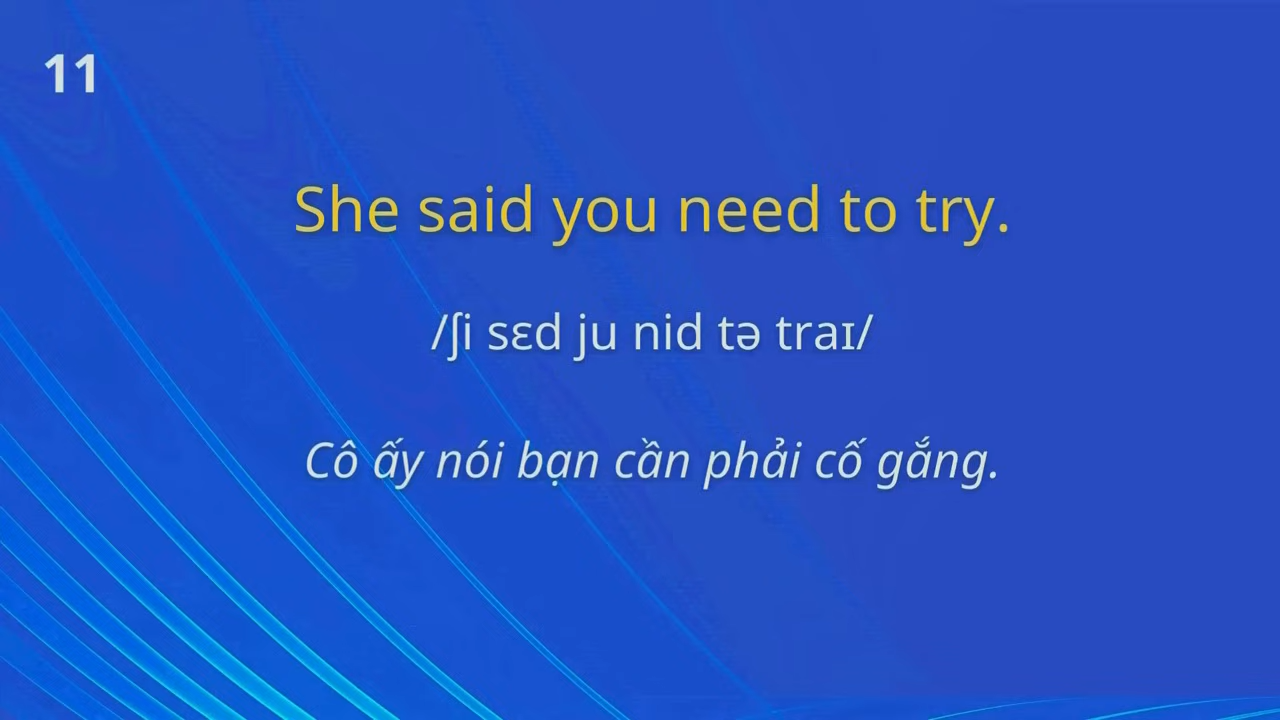 11
She said you need to try.
/ʃi sɛd ju nid tə traɪ/
Cô ấy nói bạn cần phải cố gắng.